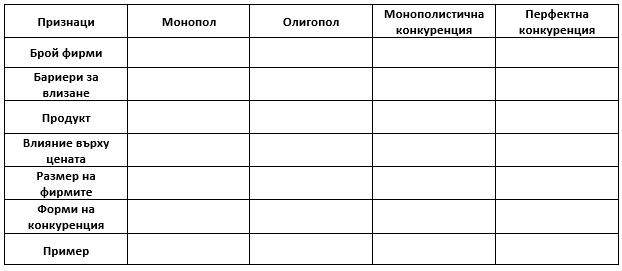 Признаци Монопол Олигопол Монополистична конкуренция Перфектна конкуренция
Брой фирми
Бариери за
влизане
Продукт
Влияние върху
цената
Размер на
фирмите
Форми на
конкуренция
Пример